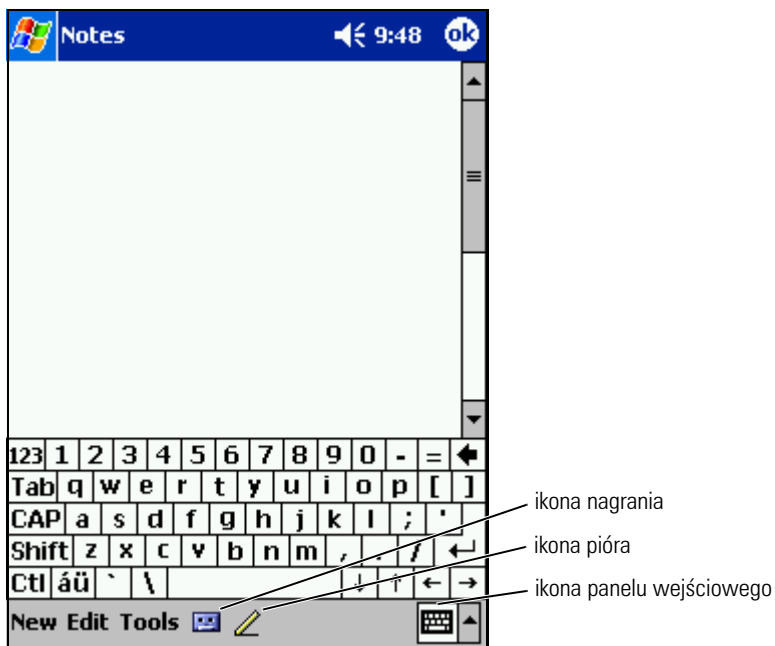 Notes 9:48 ok
123 1 2 3 4 5 6 7 8 9 0 - =
Tab q w e r t y u i o p [ ]
CAP a s d f g h j k l ; '
Shift z x c v b n m , . /
Ctl áü ` \ ↓ ↑ ← →
New Edit Tools
ikona nagrania
ikona pióra
ikona panelu wejściowego